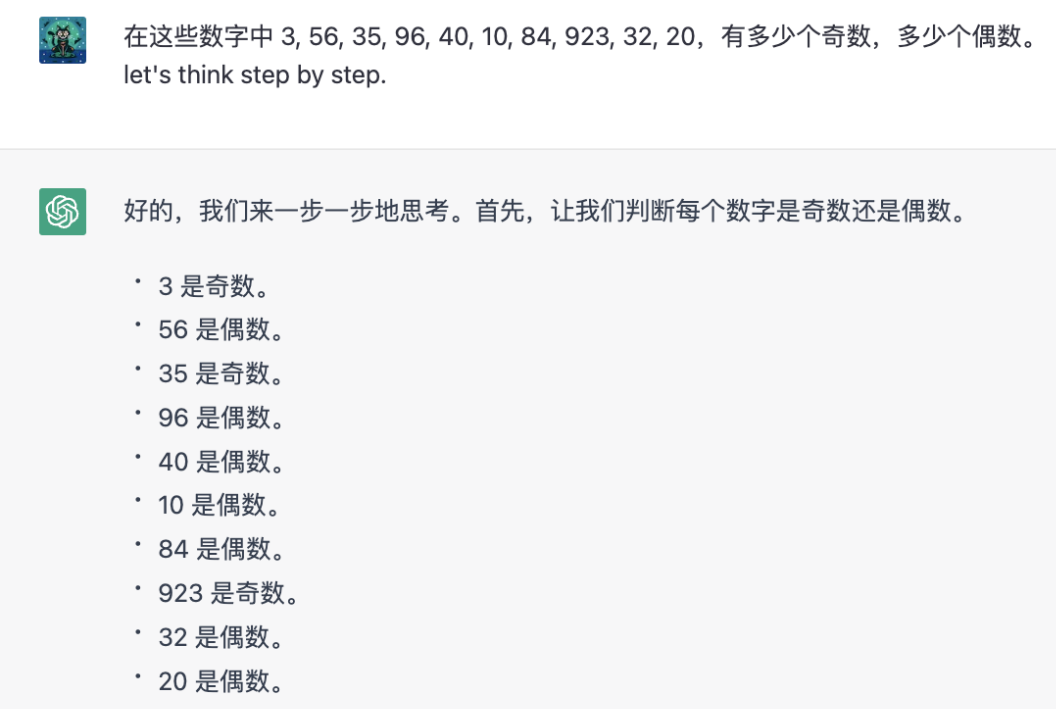 在这些数字中 3, 56, 35, 96, 40, 10, 84, 923, 32, 20，有多少个奇数，多少个偶数。
let's think step by step.
好的，我们来一步一步地思考。首先，让我们判断每个数字是奇数还是偶数。
• 3 是奇数。
• 56 是偶数。
• 35 是奇数。
• 96 是偶数。
• 40 是偶数。
• 10 是偶数。
• 84 是偶数。
• 923 是奇数。
• 32 是偶数。
• 20 是偶数。